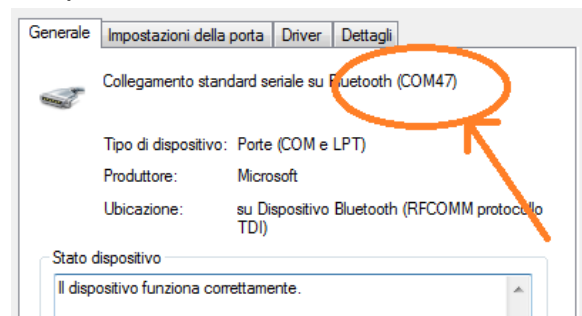 Generale Impostazioni della porta Driver Dettagli
Collegamento standard seriale su Bluetooth (COM47)
Tipo di dispositivo: Porte (COM e LPT)
Produttore: Microsoft
Ubicazione: su Dispositivo Bluetooth (RFCOMM protocollo
TDI)
Stato dispositivo
Il dispositivo funziona correttamente.